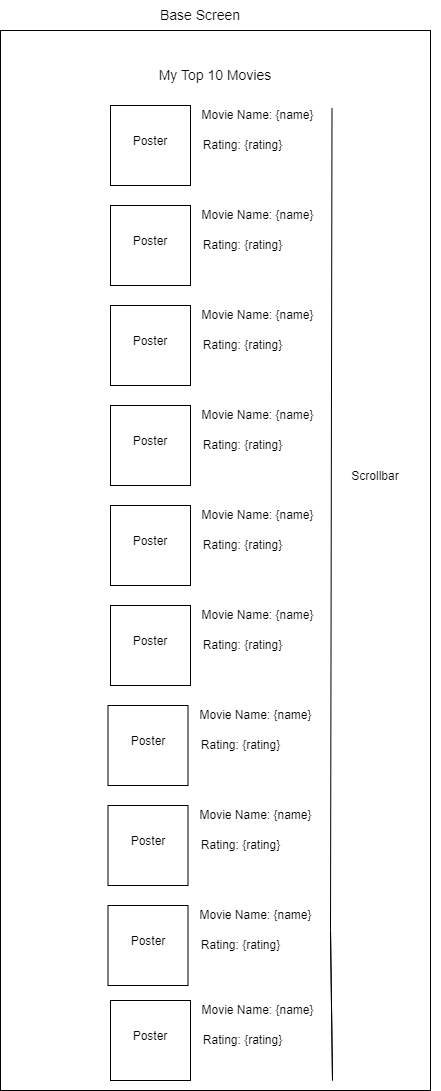 Base Screen
My Top 10 Movies
Poster
Movie Name: {name}
Rating: {rating}
Poster
Movie Name: {name}
Rating: {rating}
Poster
Movie Name: {name}
Rating: {rating}
Poster
Movie Name: {name}
Rating: {rating}
Scrollbar
Poster
Movie Name: {name}
Rating: {rating}
Poster
Movie Name: {name}
Rating: {rating}
Poster
Movie Name: {name}
Rating: {rating}
Poster
Movie Name: {name}
Rating: {rating}
Poster
Movie Name: {name}
Rating: {rating}
Poster
Movie Name: {name}
Rating: {rating}